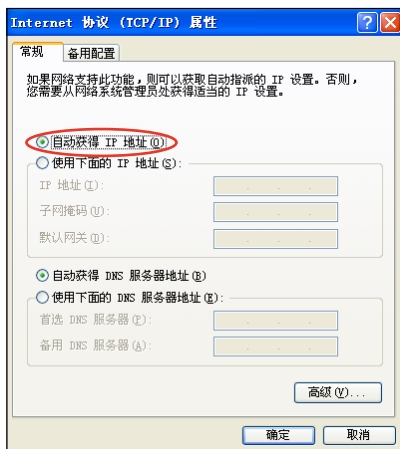 Internet 协议 (TCP/IP) 属性
常规 备用配置
如果网络支持此功能，则可以获取自动指派的 IP 设置。否则，
您需要从网络系统管理员处获得适当的 IP 设置。
自动获得 IP 地址(O)
使用下面的 IP 地址(S):
IP 地址(I):
子网掩码(U):
默认网关(D):
自动获得 DNS 服务器地址(B)
使用下面的 DNS 服务器地址(E):
首选 DNS 服务器(P):
备用 DNS 服务器(A):
高级(V)...
确定 取消